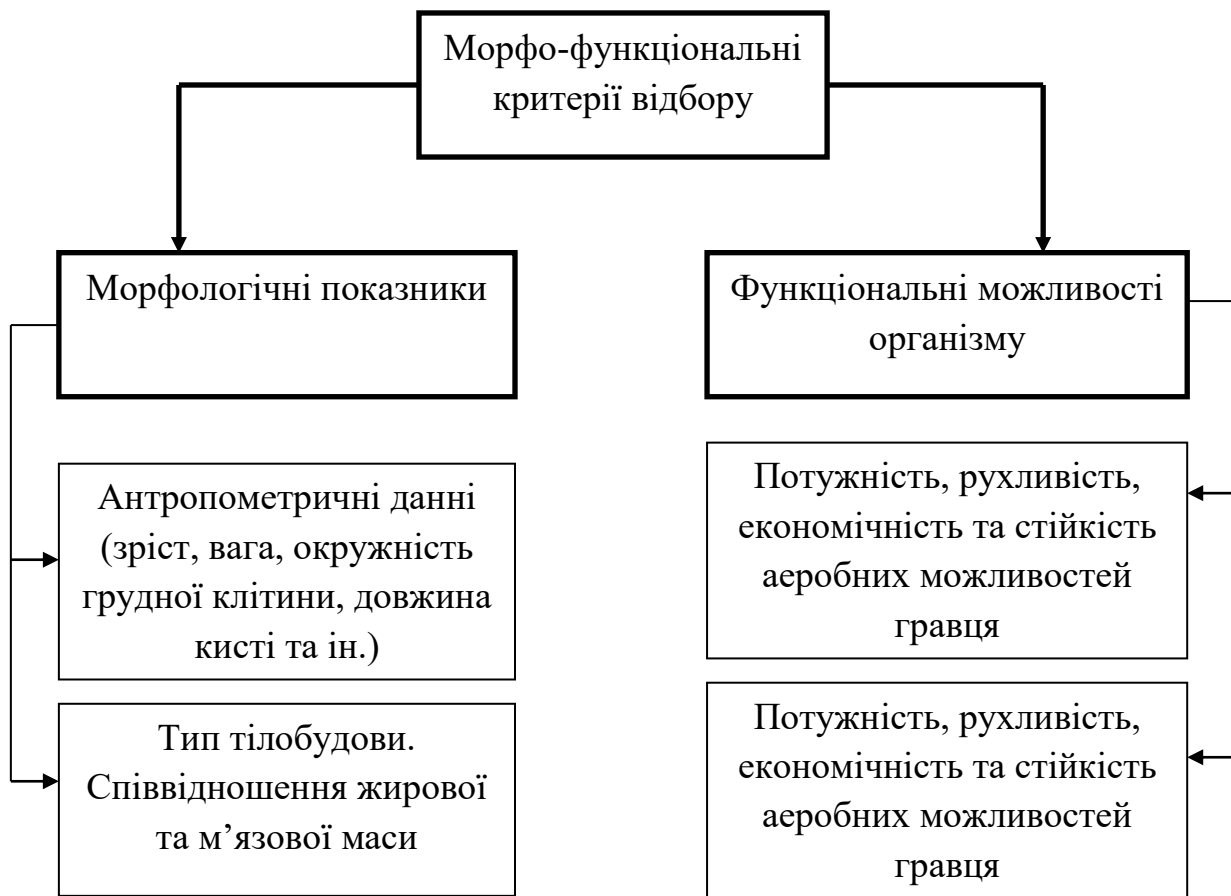 Морфо-функціональні
критерії відбору
Морфологічні показники
Функціональні можливості
організму
Антропометричні данні
(зріст, вага, окружність
грудної клітини, довжина
кисті та ін.)
Потужність, рухливість,
економічність та стійкість
аеробних можливостей
гравця
Тип тілобудови.
Співвідношення жирової
та м’язової маси
Потужність, рухливість,
економічність та стійкість
аеробних можливостей
гравця